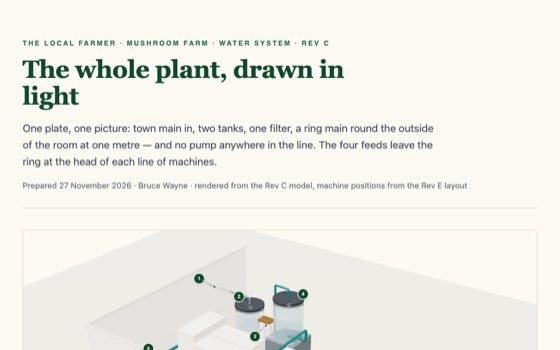 THE LOCAL FARMER · MUSHROOM FARM · WATER SYSTEM · REV C
The whole plant, drawn in
light
One plate, one picture: town main in, two tanks, one filter, a ring main round the outside
of the room at one metre — and no pump anywhere in the line. The four feeds leave the
ring at the head of each line of machines.
Prepared 27 November 2026 · Bruce Wayne · rendered from the Rev C model, machine positions from the Rev E layout
1
2
4
3